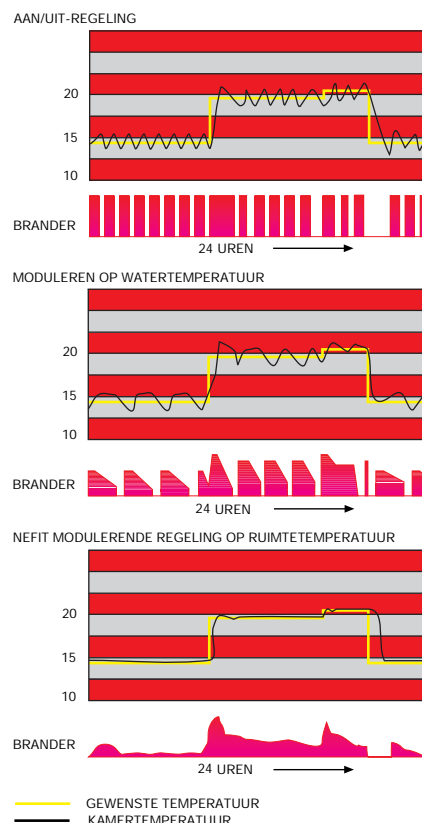 AAN/UIT-REGELING
20
15
10
BRANDER
24 UREN
MODULEREN OP WATERTEMPERATUUR
20
15
10
BRANDER
24 UREN
NEFIT MODULERENDE REGELING OP RUIMTETEMPERATUUR
20
15
10
BRANDER
24 UREN
GEWENSTE TEMPERATUUR
KAMERTEMPERATUUR